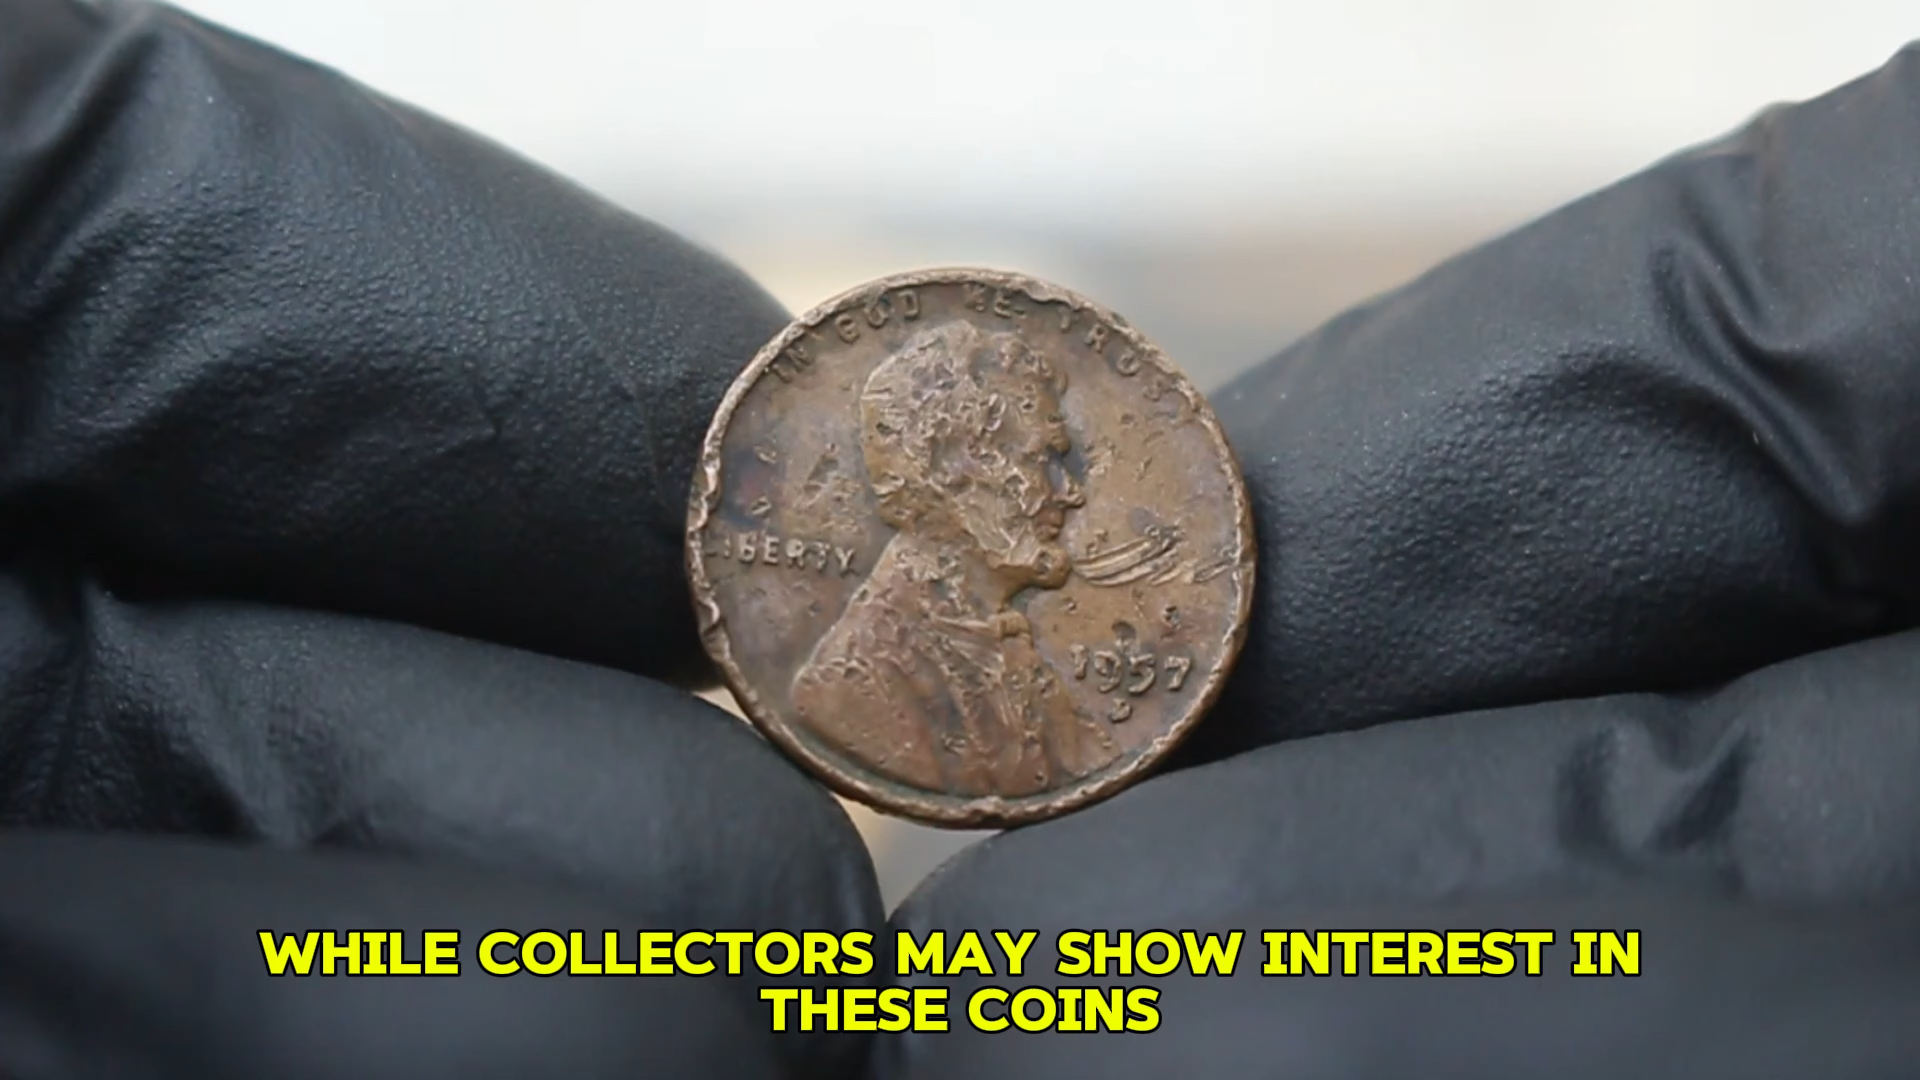 IN GOD WE TRUST
LIBERTY
1957
WHILE COLLECTORS MAY SHOW INTEREST IN
THESE COINS